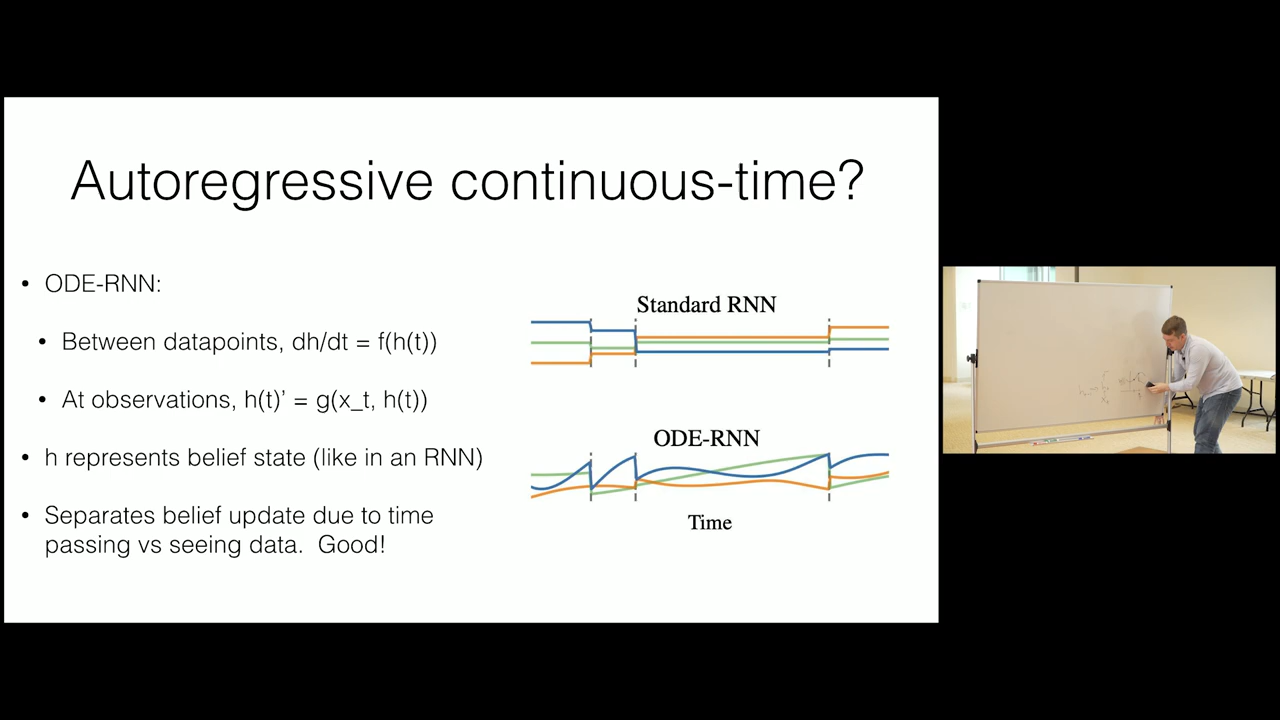 Autoregressive continuous-time?
• ODE-RNN:
• Between datapoints, dh/dt = f(h(t))
• At observations, h(t)’ = g(x_t, h(t))
• h represents belief state (like in an RNN)
• Separates belief update due to time
passing vs seeing data. Good!
Standard RNN
ODE-RNN
Time